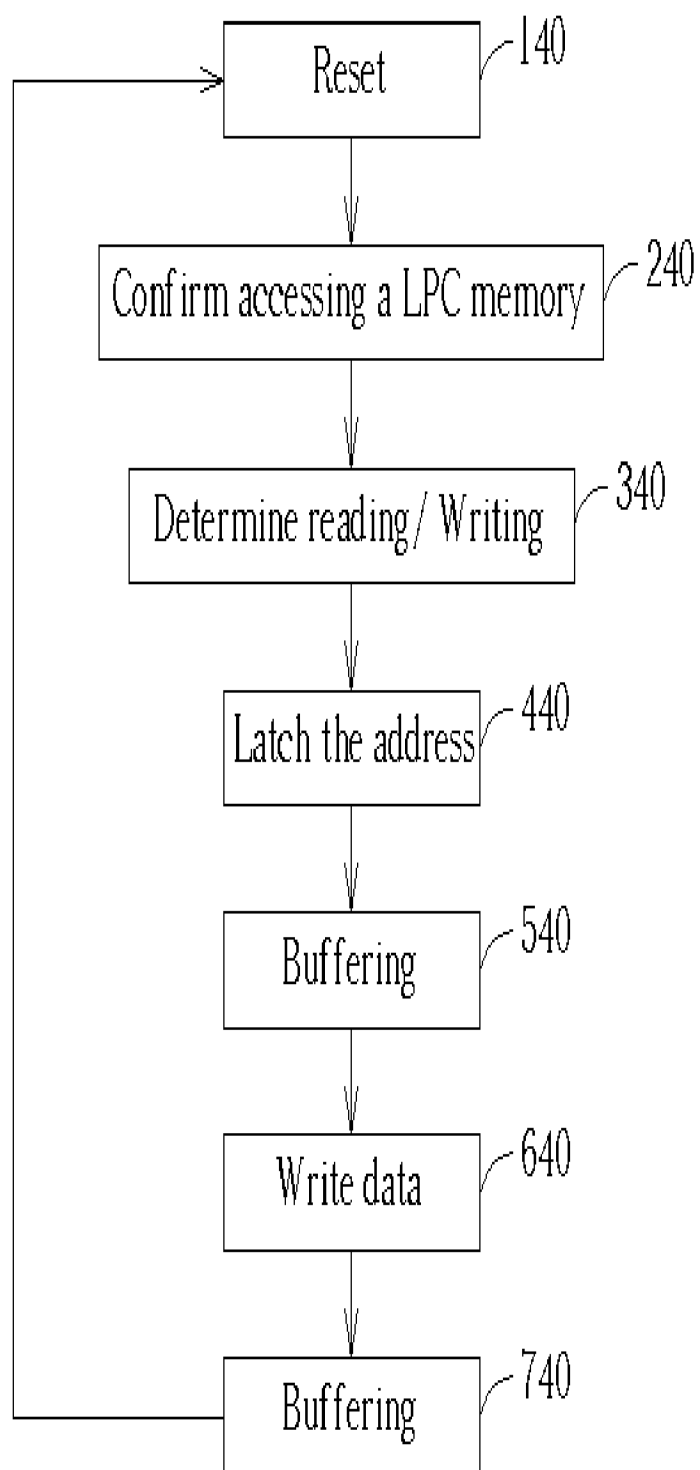 Reset
140
Confirm accessing a LPC memory
240
Determine reading/ Writing
340
Latch the address
440
Buffering
540
Write data
640
Buffering
740